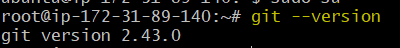 root@ip-172-31-89-140:~# git --version
git version 2.43.0